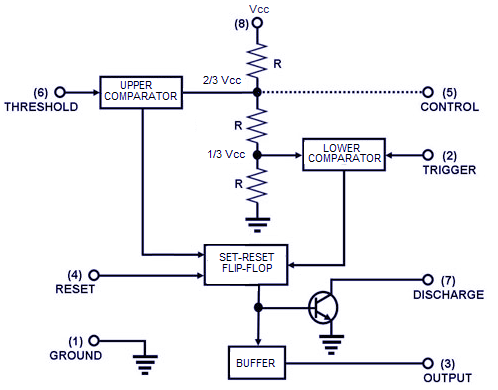 Vcc
(8)
R
2/3 Vcc
(6)
THRESHOLD
UPPER
COMPARATOR
(5)
CONTROL
R
1/3 Vcc
LOWER
COMPARATOR
(2)
TRIGGER
R
SET-RESET
FLIP-FLOP
(4)
RESET
(7)
DISCHARGE
(1)
GROUND
BUFFER
(3)
OUTPUT